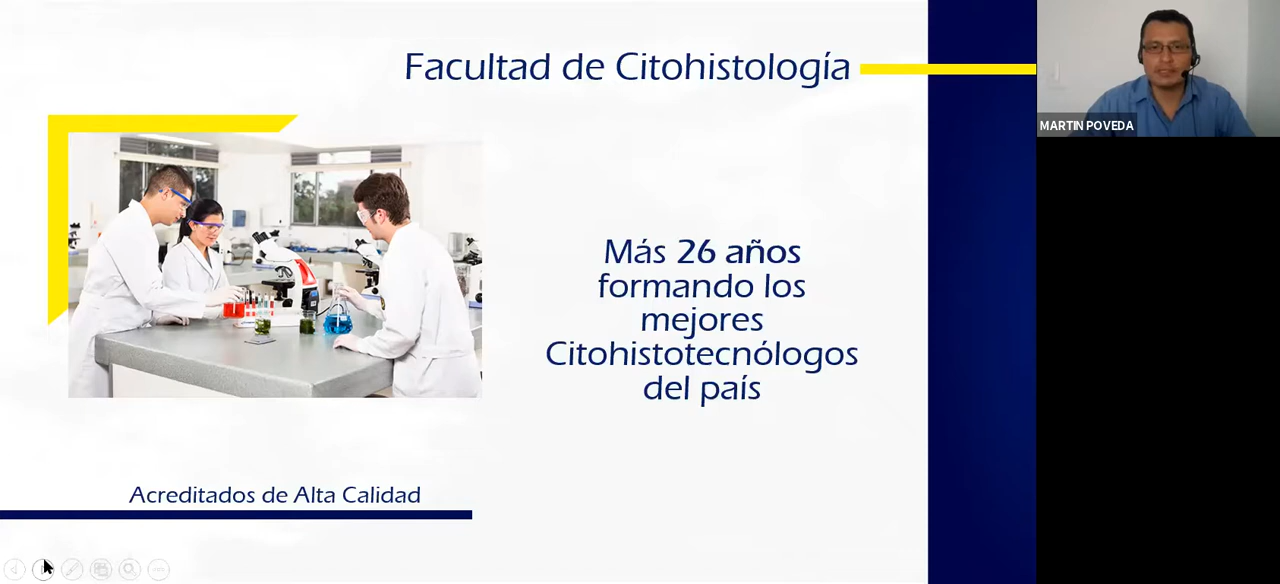 Facultad de Citohistología
MARTIN POVEDA
Más 26 años
formando los
mejores
Citohistotecnólogos
del país
Acreditados de Alta Calidad